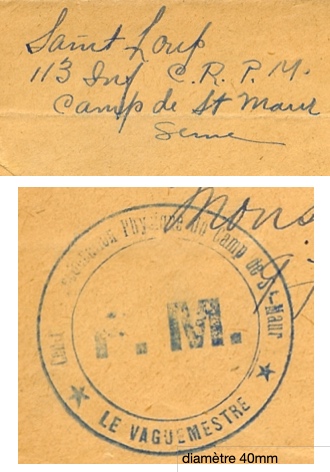 Saint Loup
113 Inf C. R. P. M.
Camp de St Maur
Seine
Mons
Physique du Camp de St-Maur
F. M.
LE VAGUEMESTRE
diamètre 40mm